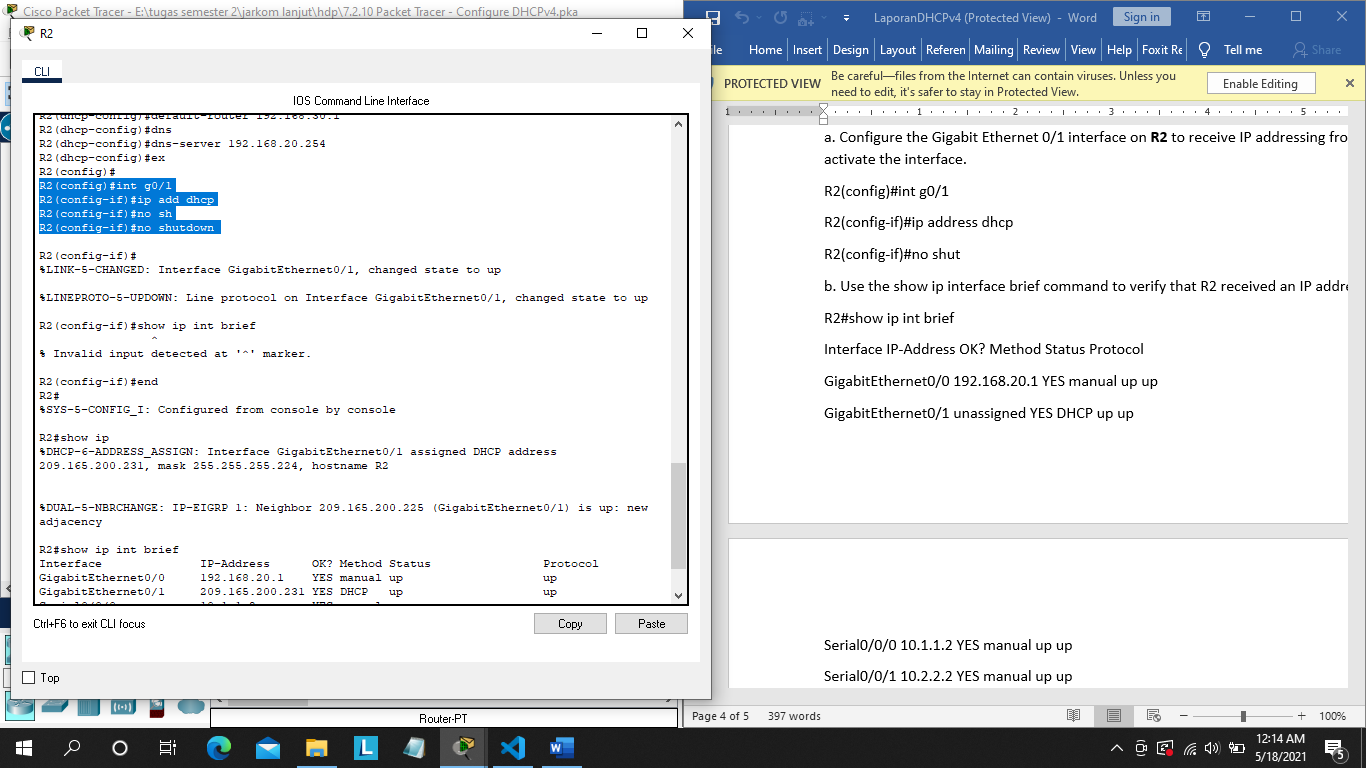 Cisco Packet Tracer - E:\tugas semester 2\jarkom lanjut\hdp\7.2.10 Packet Tracer - Configure DHCPv4.pka
R2
CLI
IOS Command Line Interface
R2(dhcp-config)#default-router 192.168.30.1
R2(dhcp-config)#dns
R2(dhcp-config)#dns-server 192.168.20.254
R2(dhcp-config)#ex
R2(config)#
R2(config)#int g0/1
R2(config-if)#ip add dhcp
R2(config-if)#no sh
R2(config-if)#no shutdown
R2(config-if)#
%LINK-5-CHANGED: Interface GigabitEthernet0/1, changed state to up
%LINEPROTO-5-UPDOWN: Line protocol on Interface GigabitEthernet0/1, changed state to up
R2(config-if)#show ip int brief
^
% Invalid input detected at '^' marker.
R2(config-if)#end
R2#
%SYS-5-CONFIG_I: Configured from console by console
R2#show ip
%DHCP-6-ADDRESS_ASSIGN: Interface GigabitEthernet0/1 assigned DHCP address
209.165.200.231, mask 255.255.255.224, hostname R2
%DUAL-5-NBRCHANGE: IP-EIGRP 1: Neighbor 209.165.200.225 (GigabitEthernet0/1) is up: new
adjacency
R2#show ip int brief
Interface IP-Address OK? Method Status Protocol
GigabitEthernet0/0 192.168.20.1 YES manual up up
GigabitEthernet0/1 209.165.200.231 YES DHCP up up
Ctrl+F6 to exit CLI focus
Copy
Paste
Top
Router-PT
LaporanDHCPv4 (Protected View) - Word
Sign in
ile Home Insert Design Layout Referen Mailing Review View Help Foxit Re Tell me Share
PROTECTED VIEW Be careful—files from the Internet can contain viruses. Unless you
need to edit, it's safer to stay in Protected View.
Enable Editing
1 1 2 3 4 5
a. Configure the Gigabit Ethernet 0/1 interface on R2 to receive IP addressing fro
activate the interface.
R2(config)#int g0/1
R2(config-if)#ip address dhcp
R2(config-if)#no shut
b. Use the show ip interface brief command to verify that R2 received an IP addre
R2#show ip int brief
Interface IP-Address OK? Method Status Protocol
GigabitEthernet0/0 192.168.20.1 YES manual up up
GigabitEthernet0/1 unassigned YES DHCP up up
Serial0/0/0 10.1.1.2 YES manual up up
Serial0/0/1 10.2.2.2 YES manual up up
Page 4 of 5 397 words
100%
12:14 AM
5/18/2021
5